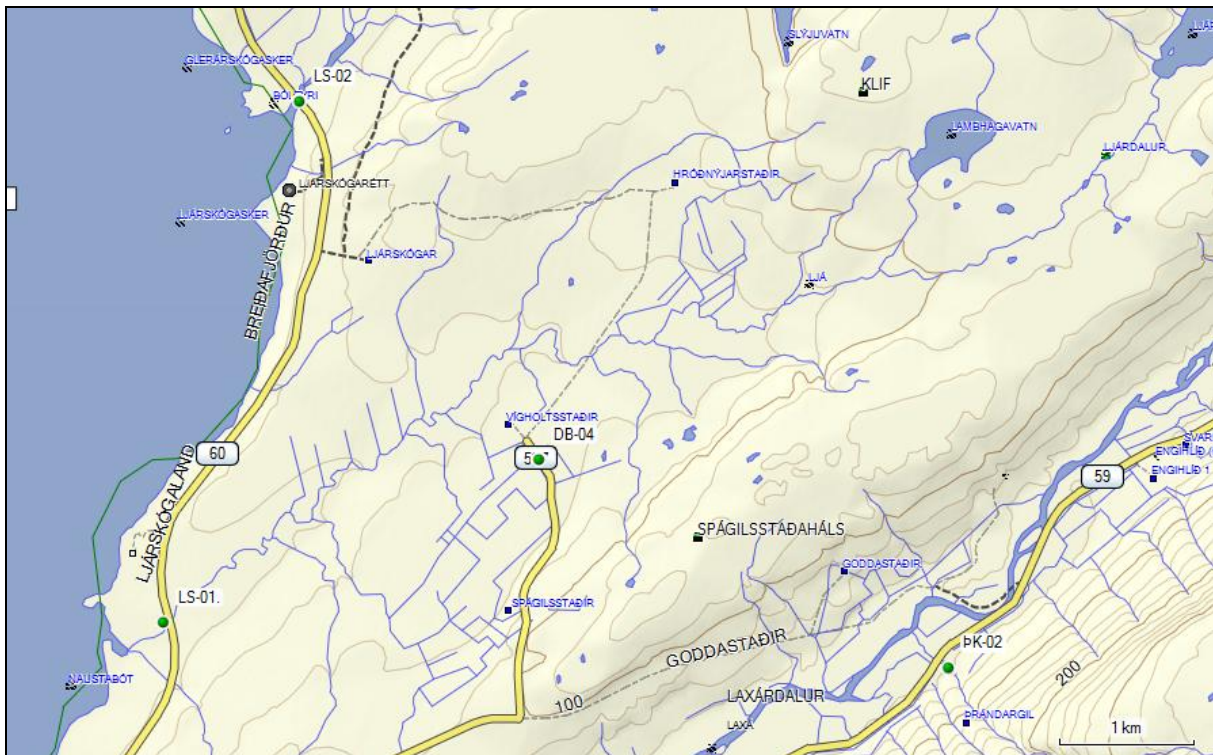 SLÝJUVATN
GLERÁRSKÓGASKER
LS-02
KLIF
LAMBHAGAVATN
LJÁRDALUR
HRÓÐNÝJARSTAÐIR
LJÁRSKÓGARÉTT
LJÁRSKÓGASKER
LJÁRSKÓGAR
LJÁ
BREIÐAFJÖRÐUR
VÍGHOLTSSTAÐIR
DB-04
60
59
ENGIHLÍÐ 1
LJÁRSKÓGALAND
SPÁGILSSTAÐAHÁLS
GODDASTAÐIR
SPÁGILSSTAÐIR
LS-01.
GODDASTAÐIR
ÞK-02
NAUSTABÓT
100
LAXÁRDALUR
200
LAXÁ
ÞRÁNDARGIL
1 km